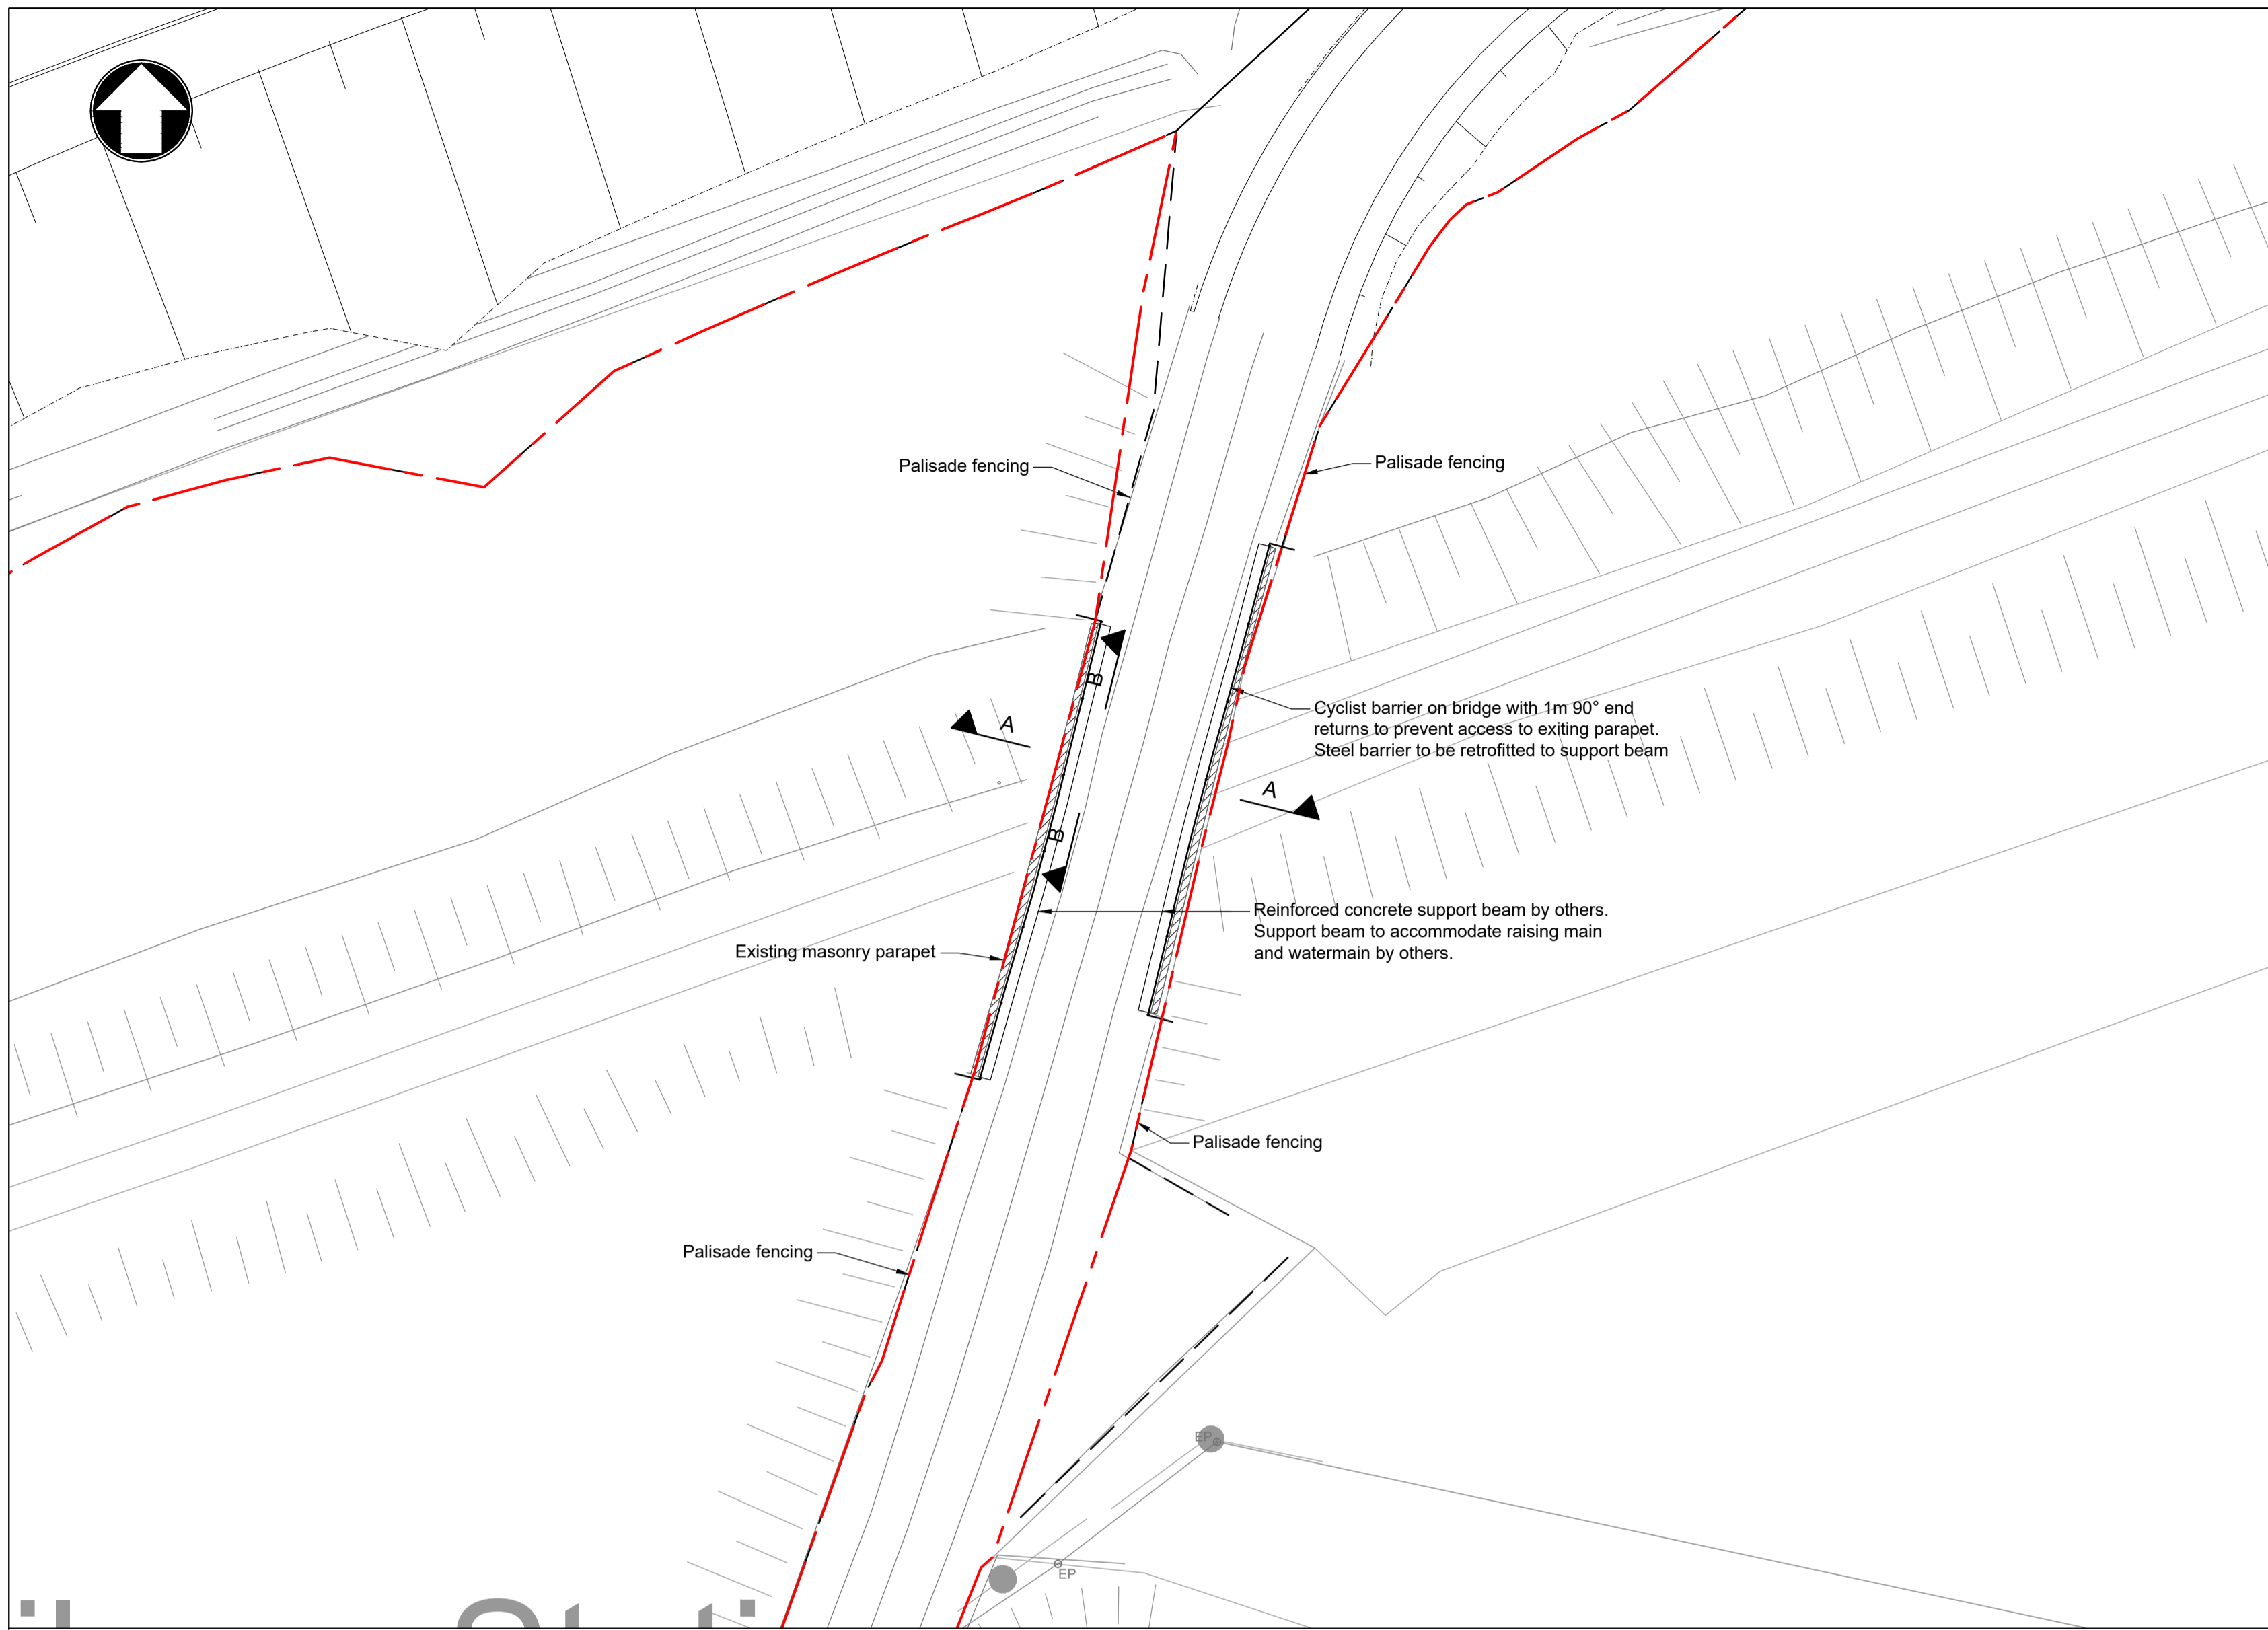 Palisade fencing
Palisade fencing
B
A
Cyclist barrier on bridge with 1m 90° end
returns to prevent access to exiting parapet.
Steel barrier to be retrofitted to support beam
A
B
Reinforced concrete support beam by others.
Support beam to accommodate raising main
and watermain by others.
Existing masonry parapet
Palisade fencing
Palisade fencing
EP
EP